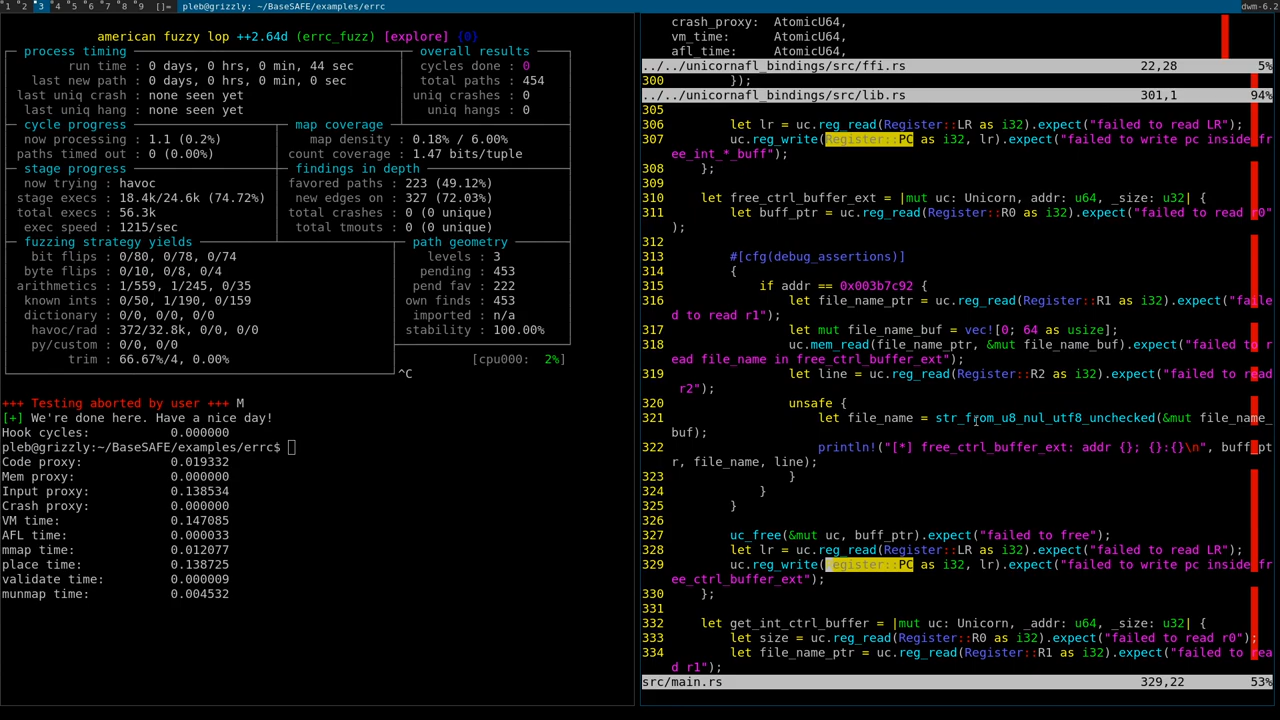 1 2 3 4 5 6 7 8 9 []= pleb@grizzly: ~/BaseSAFE/examples/errc dwm-6.2
american fuzzy lop ++2.64d (errc_fuzz) [explore] {0}
process timing overall results
run time : 0 days, 0 hrs, 0 min, 44 sec cycles done : 0
last new path : 0 days, 0 hrs, 0 min, 0 sec total paths : 454
last uniq crash : none seen yet uniq crashes : 0
last uniq hang : none seen yet uniq hangs : 0
cycle progress map coverage
now processing : 1.1 (0.2%) map density : 0.18% / 6.00%
paths timed out : 0 (0.00%) count coverage : 1.47 bits/tuple
stage progress findings in depth
now trying : havoc favored paths : 223 (49.12%)
stage execs : 18.4k/24.6k (74.72%) new edges on : 327 (72.03%)
total execs : 56.3k total crashes : 0 (0 unique)
exec speed : 1215/sec total tmouts : 0 (0 unique)
fuzzing strategy yields path geometry
bit flips : 0/80, 0/78, 0/74 levels : 3
byte flips : 0/10, 0/8, 0/4 pending : 453
arithmetics : 1/559, 1/245, 0/35 pend fav : 222
known ints : 0/50, 1/190, 0/159 own finds : 453
dictionary : 0/0, 0/0, 0/0 imported : n/a
havoc/rad : 372/32.8k, 0/0, 0/0 stability : 100.00%
py/custom : 0/0, 0/0
trim : 66.67%/4, 0.00% [cpu000: 2%]
^C
+++ Testing aborted by user +++ M
[+] We're done here. Have a nice day!
Hook cycles: 0.000000
pleb@grizzly:~/BaseSAFE/examples/errc$
Code proxy: 0.019332
Mem proxy: 0.000000
Input proxy: 0.138534
Crash proxy: 0.000000
VM time: 0.147085
AFL time: 0.000033
mmap time: 0.012077
place time: 0.138725
validate time: 0.000009
munmap time: 0.004532
crash_proxy: AtomicU64,
vm_time: AtomicU64,
afl_time: AtomicU64,
../../unicornafl_bindings/src/ffi.rs 22,28 5%
300 });
../../unicornafl_bindings/src/lib.rs 301,1 94%
305
306 let lr = uc.reg_read(Register::LR as i32).expect("failed to read LR");
307 uc.reg_write(Register::PC as i32, lr).expect("failed to write pc inside fr
ee_int_*_buff");
308 };
309
310 let free_ctrl_buffer_ext = |mut uc: Unicorn, addr: u64, _size: u32| {
311 let buff_ptr = uc.reg_read(Register::R0 as i32).expect("failed to read r0"
);
312
313 #[cfg(debug_assertions)]
314 {
315 if addr == 0x003b7c92 {
316 let file_name_ptr = uc.reg_read(Register::R1 as i32).expect("faile
d to read r1");
317 let mut file_name_buf = vec![0; 64 as usize];
318 uc.mem_read(file_name_ptr, &mut file_name_buf).expect("failed to r
ead file_name in free_ctrl_buffer_ext");
319 let line = uc.reg_read(Register::R2 as i32).expect("failed to read
r2");
320 unsafe {
321 let file_name = str_from_u8_nul_utf8_unchecked(&mut file_name_
buf);
322 println!("[*] free_ctrl_buffer_ext: addr {}; {}:{}\n", buff_pt
r, file_name, line);
323 }
324 }
325 }
326
327 uc_free(&mut uc, buff_ptr).expect("failed to free");
328 let lr = uc.reg_read(Register::LR as i32).expect("failed to read LR");
329 uc.reg_write(Register::PC as i32, lr).expect("failed to write pc inside fr
ee_ctrl_buffer_ext");
330 };
331
332 let get_int_ctrl_buffer = |mut uc: Unicorn, _addr: u64, _size: u32| {
333 let size = uc.reg_read(Register::R0 as i32).expect("failed to read r0");
334 let file_name_ptr = uc.reg_read(Register::R1 as i32).expect("failed to rea
d r1");
src/main.rs 329,22 53%